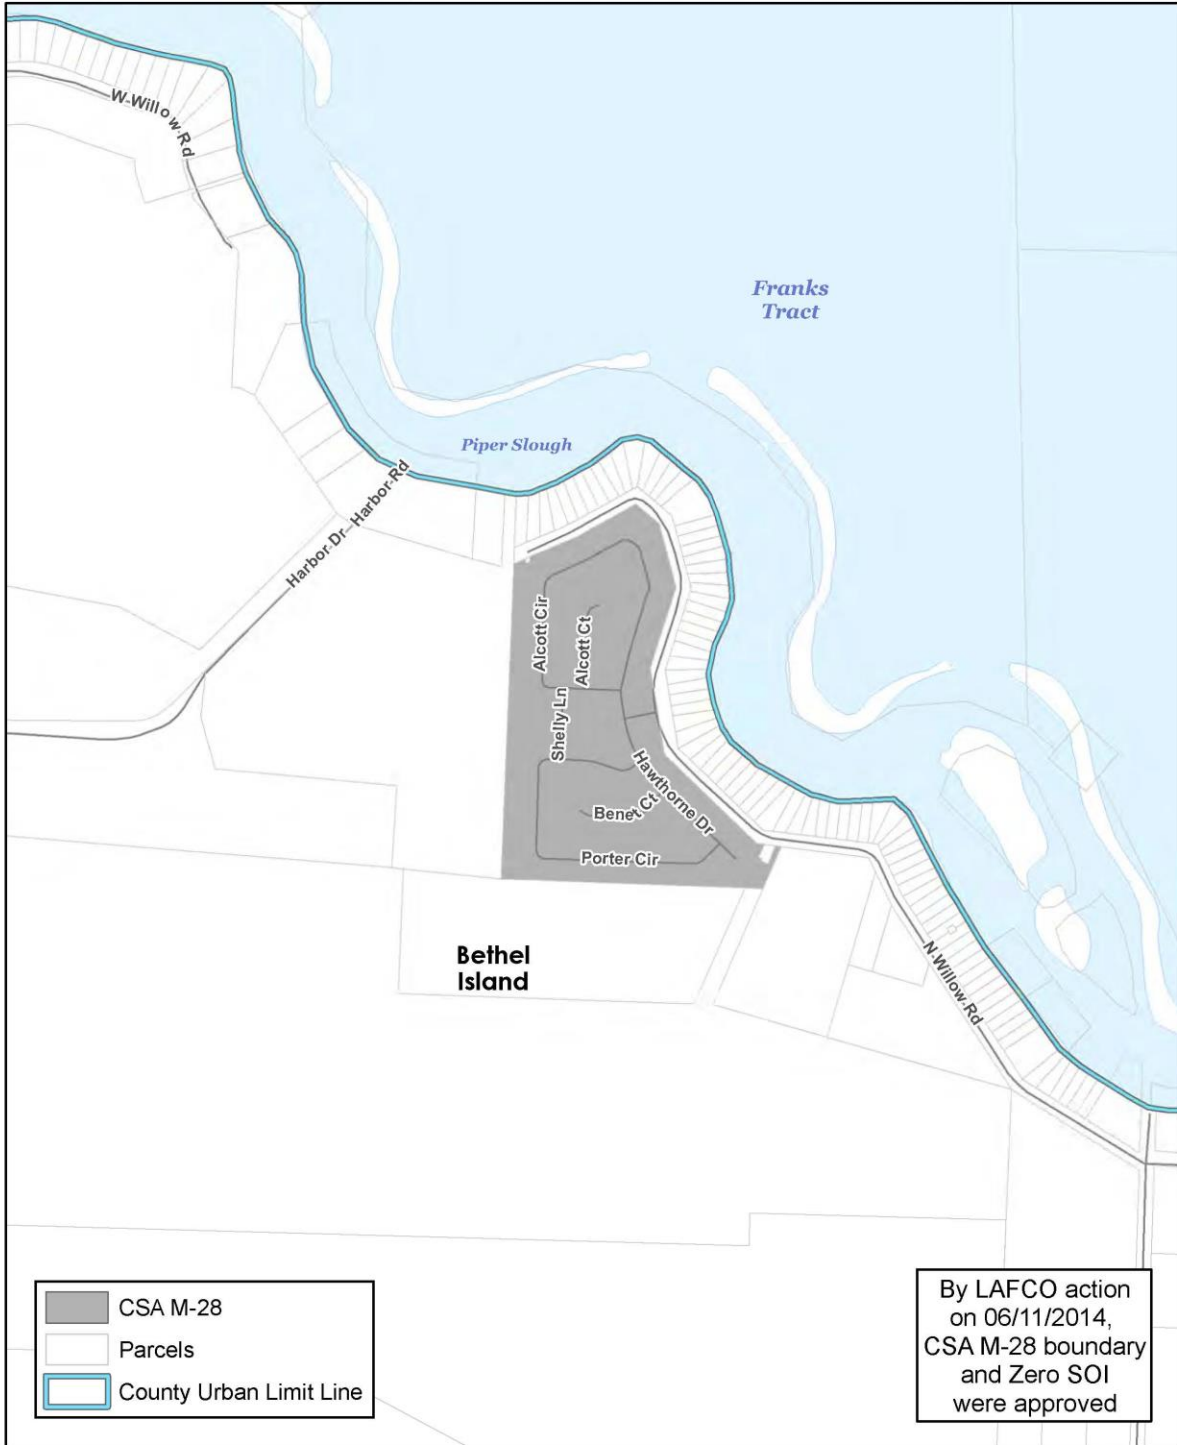 W Willow Rd
Franks
Tract
Piper Slough
Harbor Dr Harbor Rd
Alcott Cir
Alcott Ct
Shelly Ln
Hawthorne Dr
Benet Ct
Porter Cir
Bethel
Island
N Willow Rd
CSA M-28
Parcels
County Urban Limit Line
By LAFCO action
on 06/11/2014,
CSA M-28 boundary
and Zero SOI
were approved